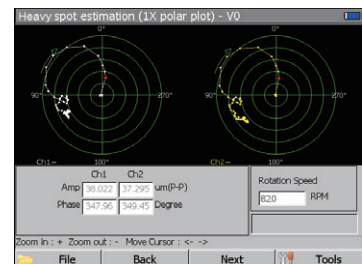 Heavy spot estimation (1X polar plot) - V0
0° 0°
90° 270° 90° 270°
Ch1- 180° Ch2- 180°
Ch1 Ch2
Amp 38.022 37.295 um(P-P)
Phase 347.96 349.45 Degree
Rotation Speed
820 RPM
Zoom In : + Zoom out : - Move Cursor : <- ->
File Back Next Tools